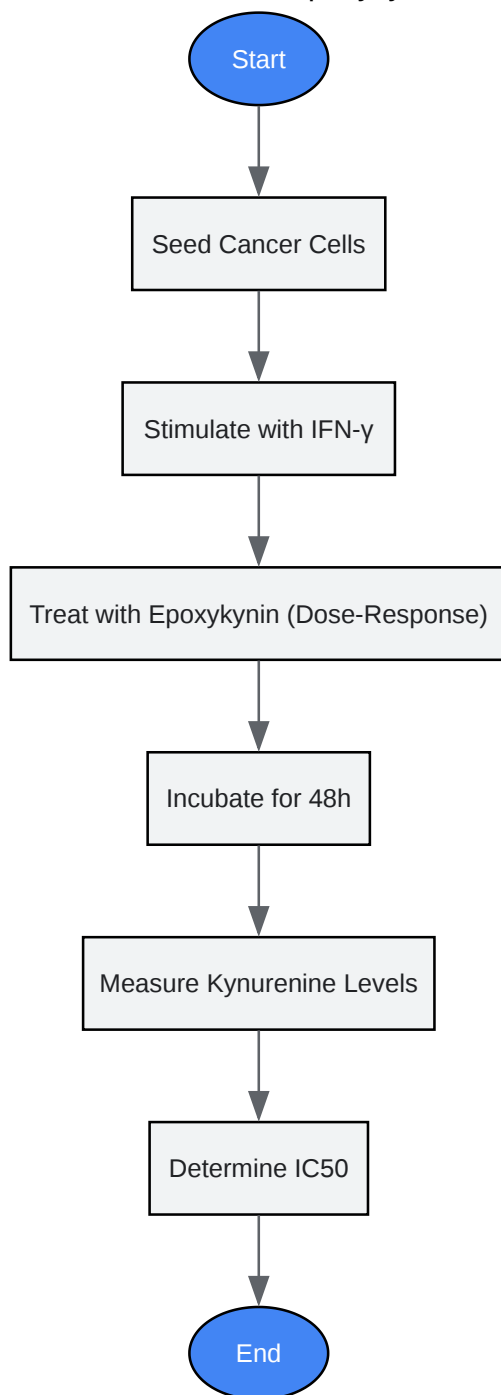 Start
Seed Cancer Cells
Stimulate with IFN-γ
Treat with Epoxykynin (Dose-Response)
Incubate for 48h
Measure Kynurenine Levels
Determine IC50
End